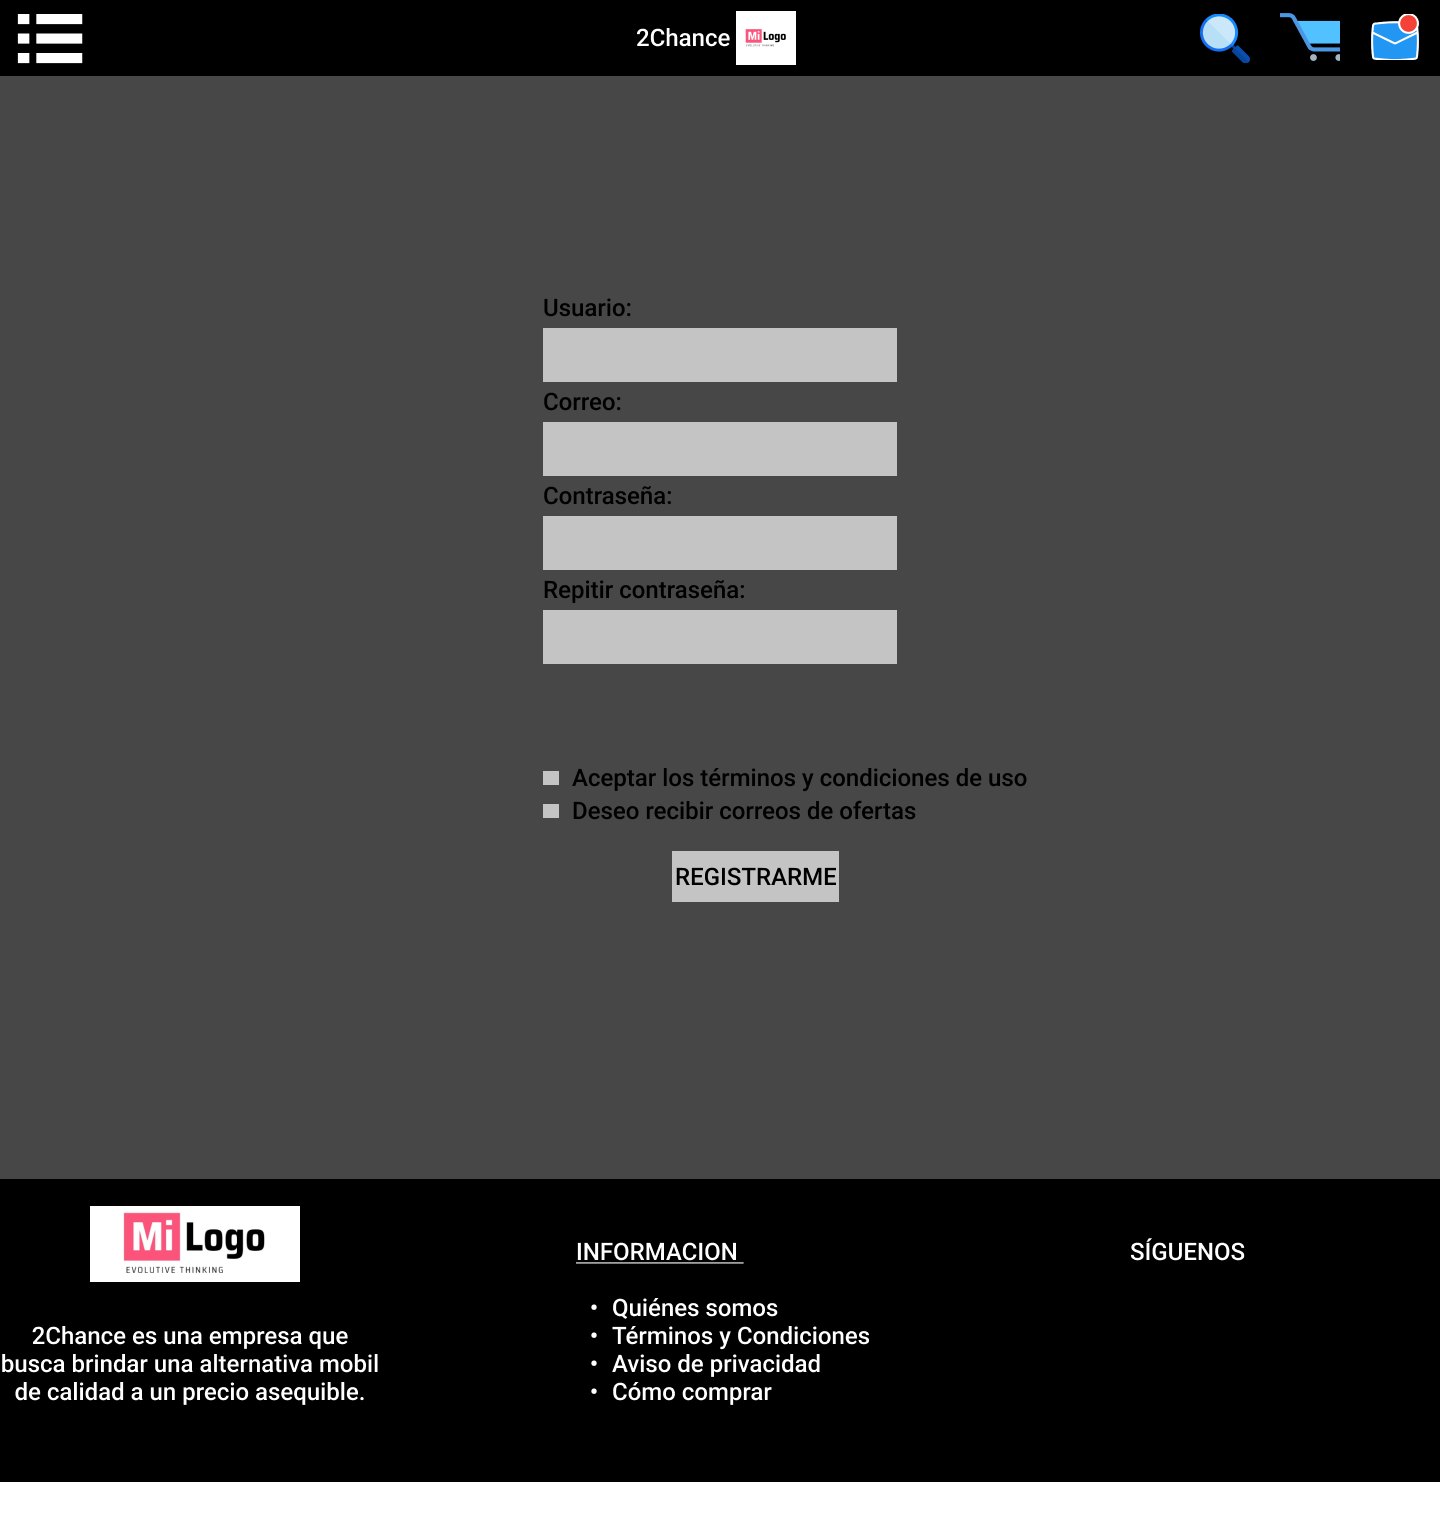 2Chance
Mi Logo
EVOLUTIVE THINKING
Usuario:
Correo:
Contraseña:
Repitir contraseña:
Aceptar los términos y condiciones de uso
Deseo recibir correos de ofertas
REGISTRARME
Mi Logo
EVOLUTIVE THINKING
2Chance es una empresa que
busca brindar una alternativa mobil
de calidad a un precio asequible.
INFORMACION
• Quiénes somos
• Términos y Condiciones
• Aviso de privacidad
• Cómo comprar
SÍGUENOS